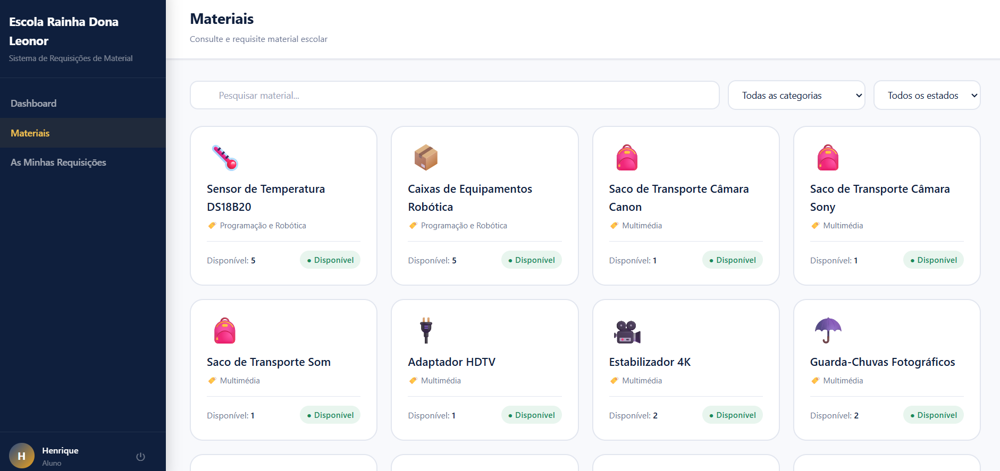 Escola Rainha Dona
Leonor
Sistema de Requisições de Material
Dashboard
Materiais
As Minhas Requisições
H
Henrique
Aluno
Materiais
Consulte e requisite material escolar
Pesquisar material...
Todas as categorias
Todos os estados
Sensor de Temperatura
DS18B20
Programação e Robótica
Disponível: 5
● Disponível
Caixas de Equipamentos
Robótica
Programação e Robótica
Disponível: 5
● Disponível
Saco de Transporte Câmara
Canon
Multimédia
Disponível: 1
● Disponível
Saco de Transporte Câmara
Sony
Multimédia
Disponível: 1
● Disponível
Saco de Transporte Som
Multimédia
Disponível: 1
● Disponível
Adaptador HDTV
Multimédia
Disponível: 1
● Disponível
Estabilizador 4K
Multimédia
Disponível: 2
● Disponível
Guarda-Chuvas Fotográficos
Multimédia
Disponível: 2
● Disponível